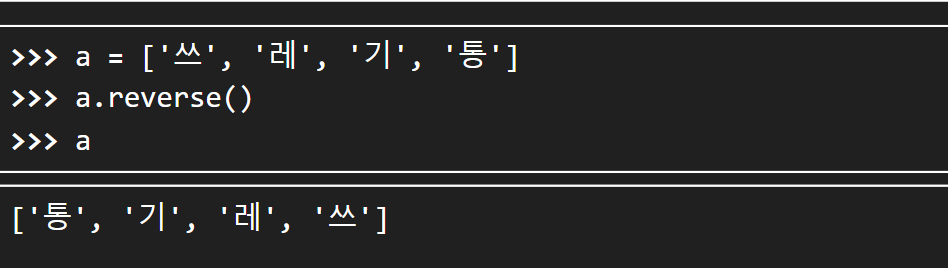 >>> a = ['쓰', '레', '기', '통']
>>> a.reverse()
>>> a
['통', '기', '레', '쓰']